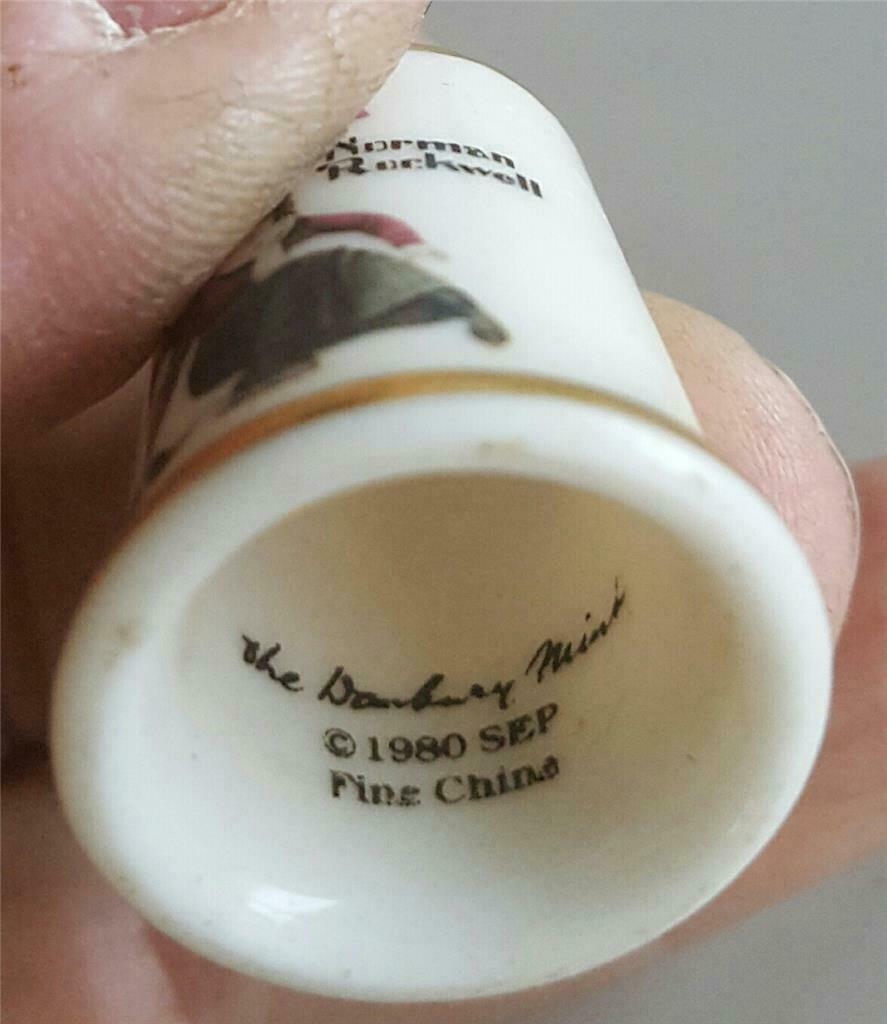 Norman
Rockwell
The Danbury Mint
© 1980 SEP
Fine China